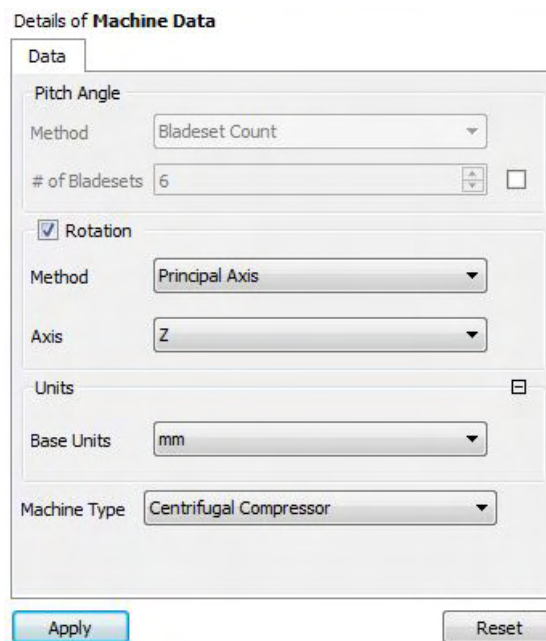 Details of Machine Data
Data
Pitch Angle
Method Bladeset Count
# of Bladesets 6
Rotation
Method Principal Axis
Axis Z
Units
Base Units mm
Machine Type Centrifugal Compressor
Apply Reset